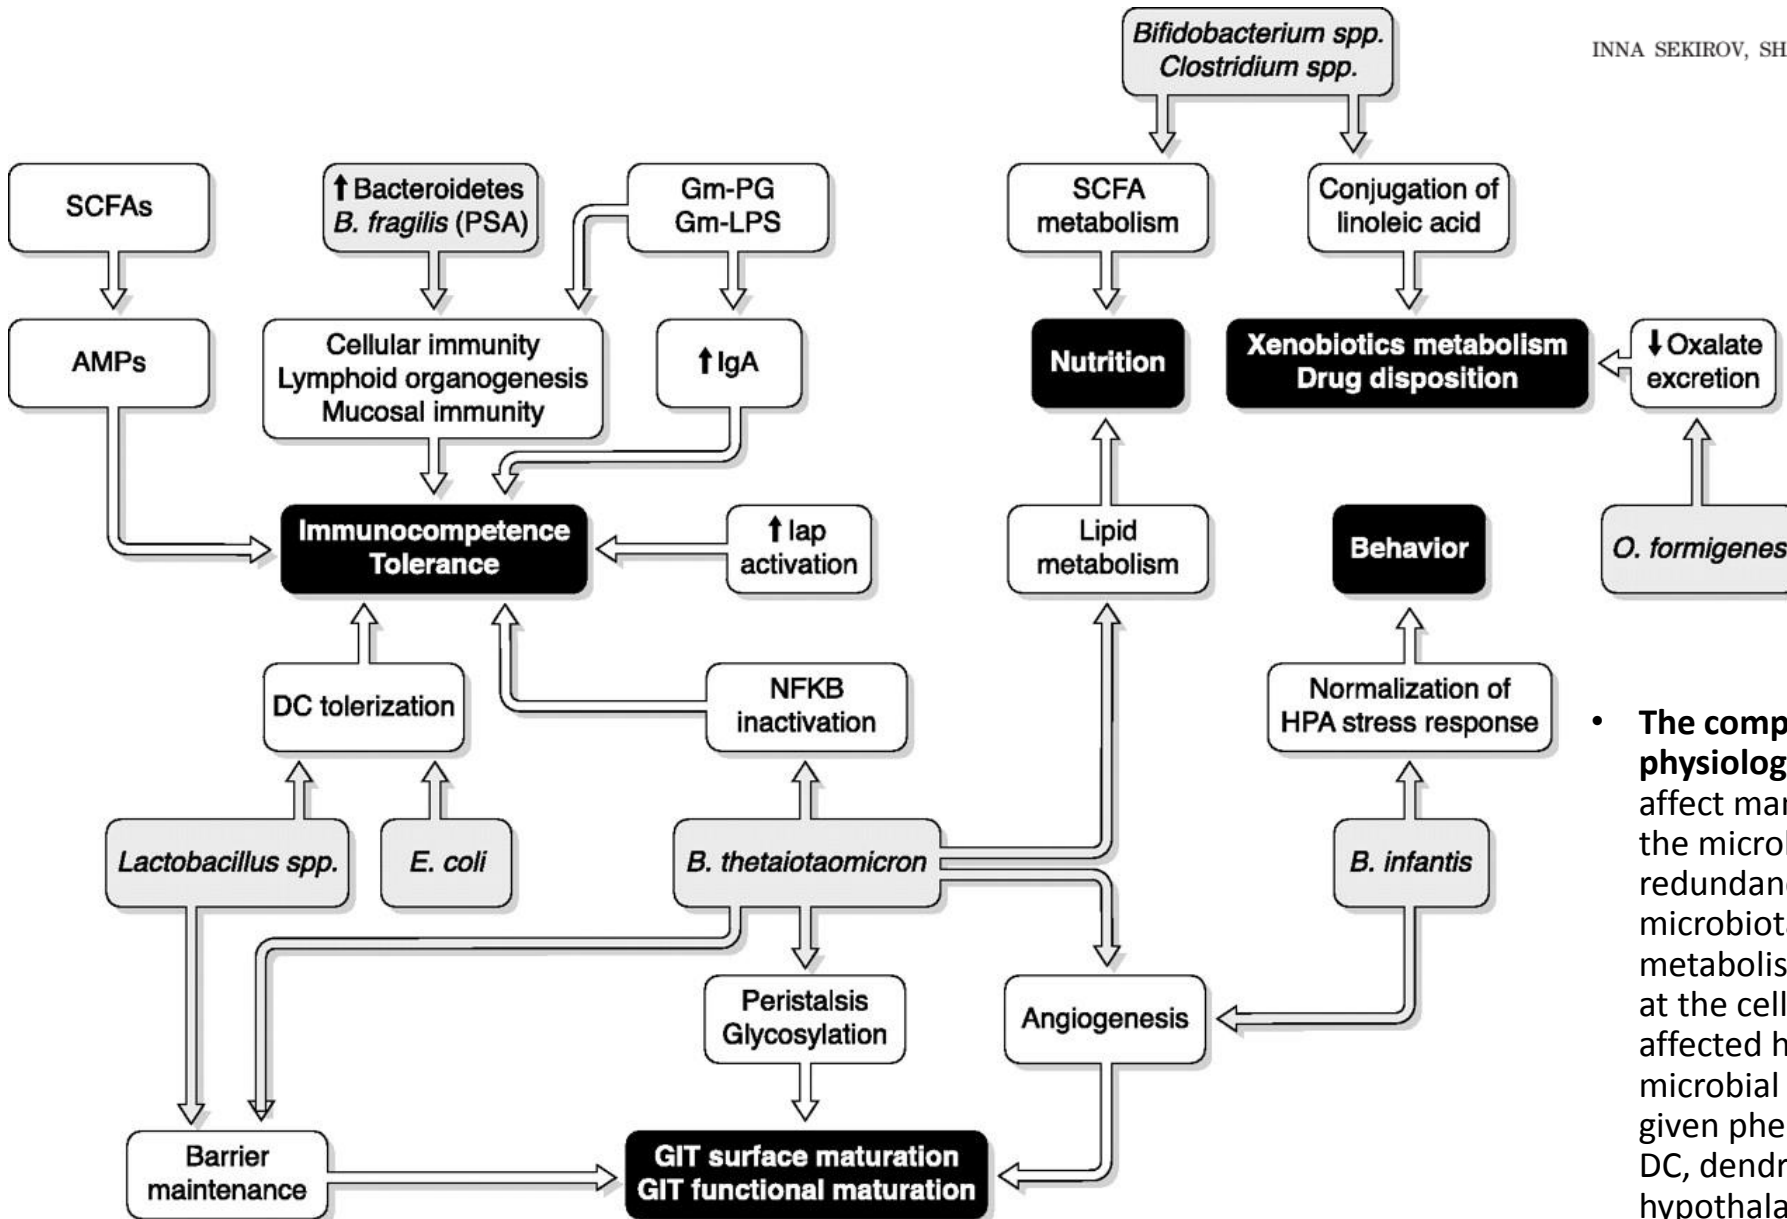 Bifidobacterium spp.
Clostridium spp.
INNA SEKIROV, SH
SCFAs
↑ Bacteroidetes
B. fragilis (PSA)
Gm-PG
Gm-LPS
SCFA
metabolism
Conjugation of
linoleic acid
AMPs
Cellular immunity
Lymphoid organogenesis
Mucosal immunity
↑ IgA
Nutrition
Xenobiotics metabolism
Drug disposition
↓ Oxalate
excretion
Immunocompetence
Tolerance
↑ Iap
activation
Lipid
metabolism
Behavior
O. formigenes
DC tolerization
NFKB
inactivation
Normalization of
HPA stress response
Lactobacillus spp.
E. coli
B. thetaiotaomicron
B. infantis
Peristalsis
Glycosylation
Angiogenesis
Barrier
maintenance
GIT surface maturation
GIT functional maturation
• The comp
physiolog
affect mar
the microb
redundanc
microbiota
metabolis
at the cell
affected h
microbial
given phe
DC, dendr
hypothala